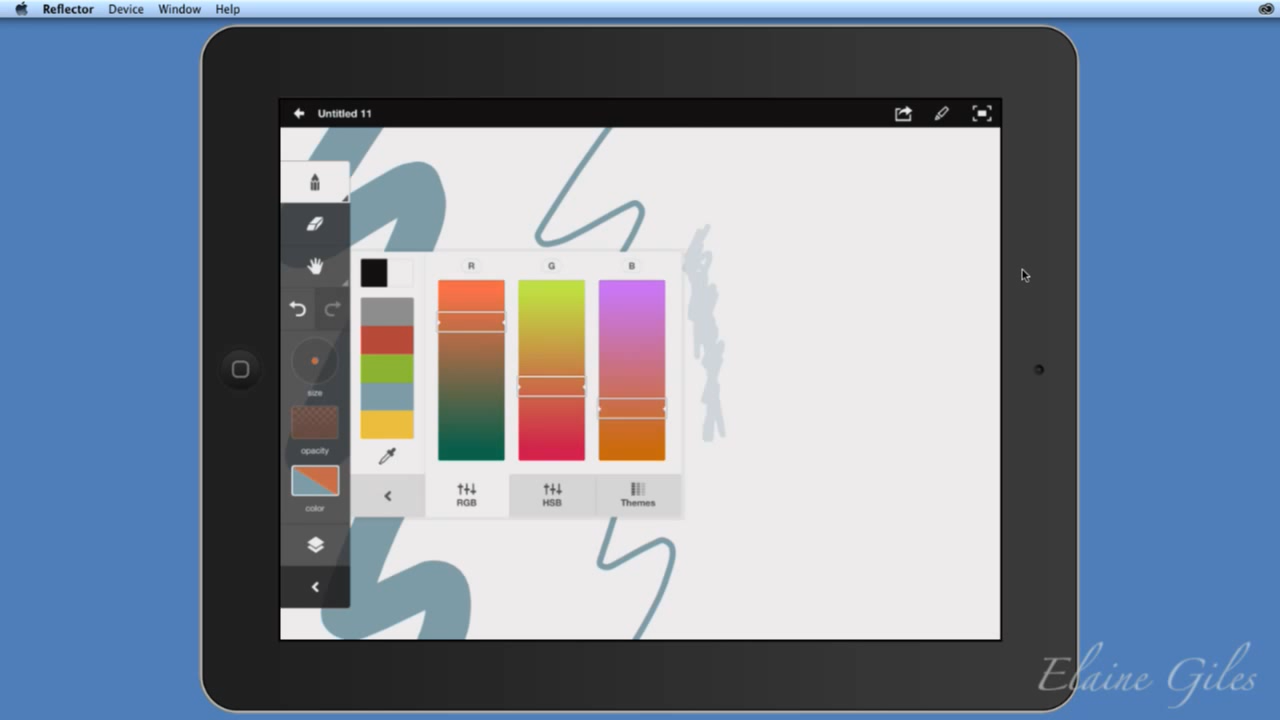 Reflector Device Window Help
Untitled 11
R G B
size
opacity
color
RGB HSB Themes
Elaine Giles